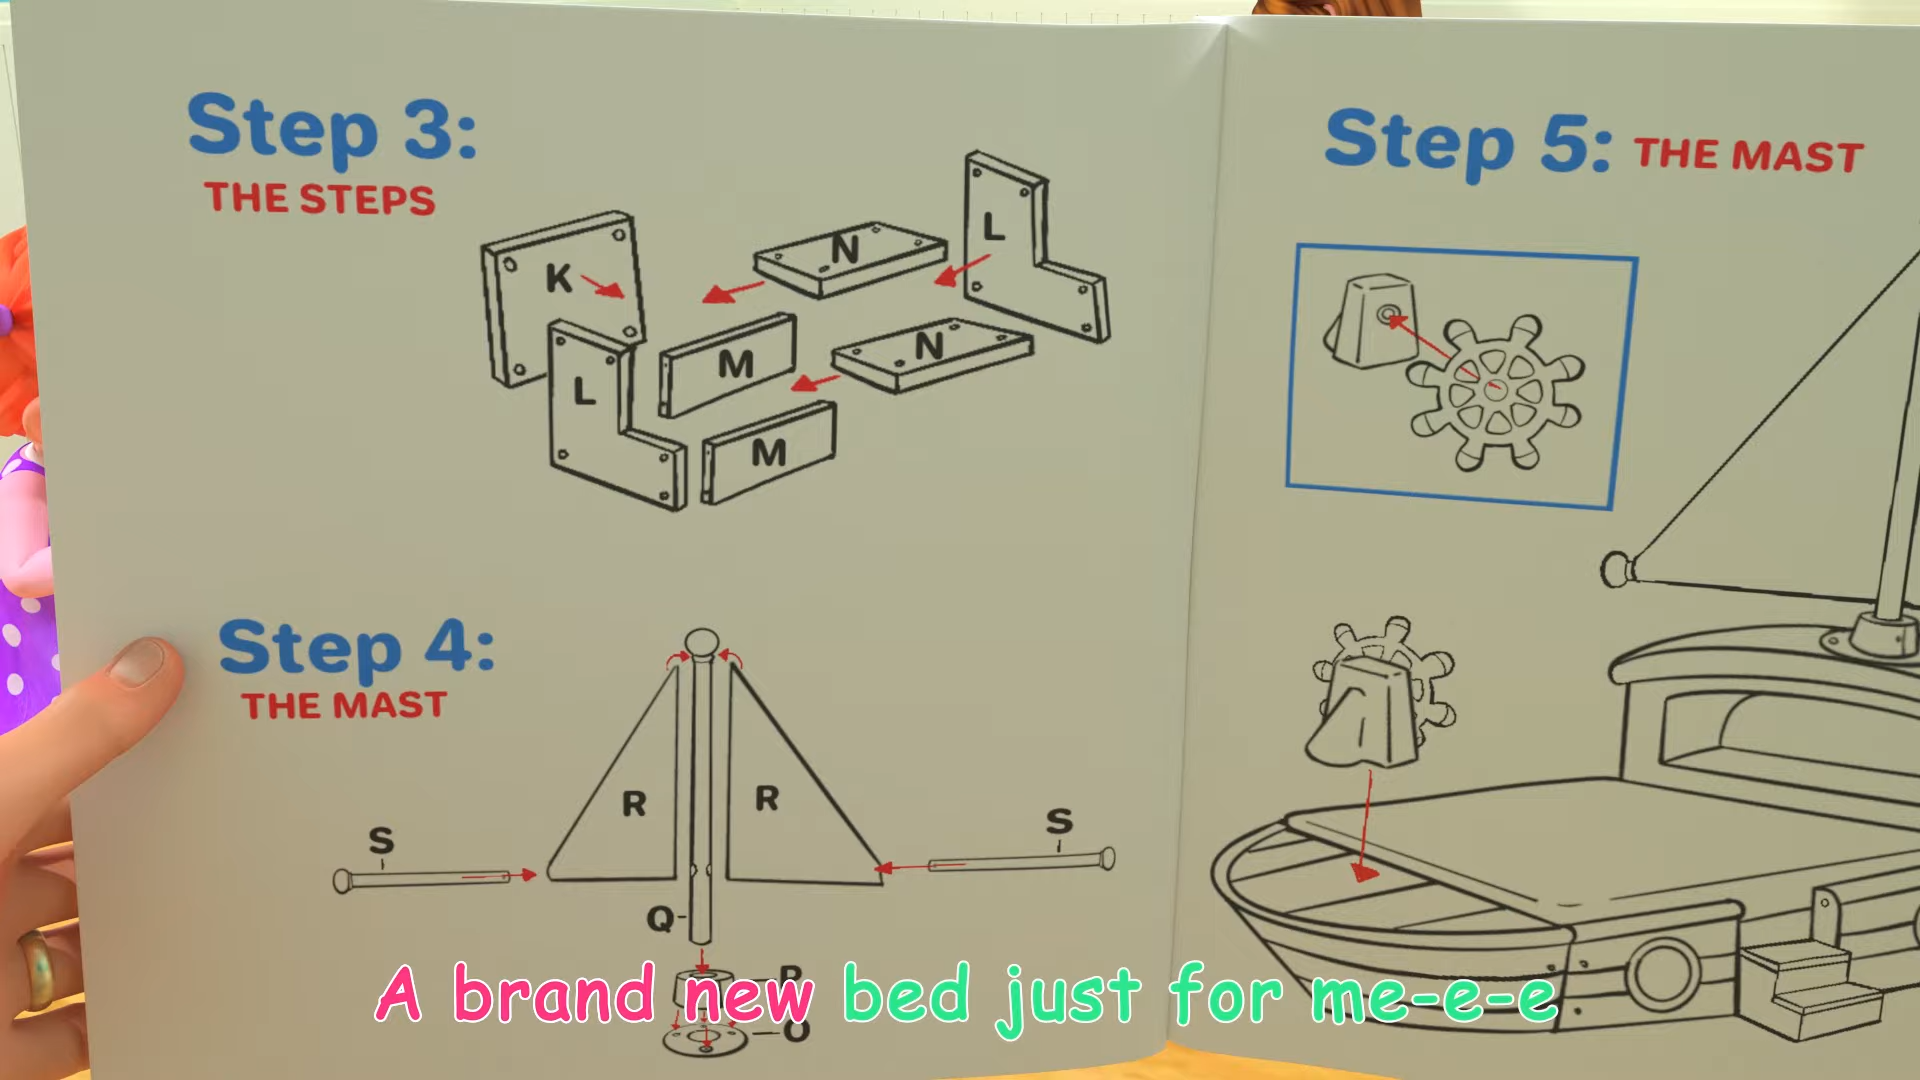 Step 3:
THE STEPS
K
N
L
M
N
L
M
Step 4:
THE MAST
R
R
S
S
Q
O
Step 5: THE MAST
A brand new bed just for me-e-e